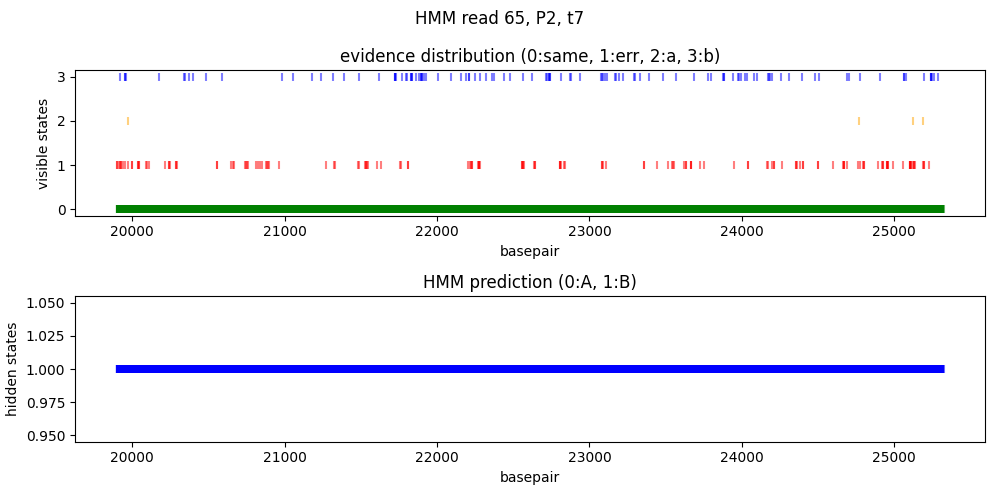 HMM read 65, P2, t7
evidence distribution (0:same, 1:err, 2:a, 3:b)
visible states
3
2
1
0
20000 21000 22000 23000 24000 25000
basepair
HMM prediction (0:A, 1:B)
hidden states
1.050
1.025
1.000
0.975
0.950
20000 21000 22000 23000 24000 25000
basepair